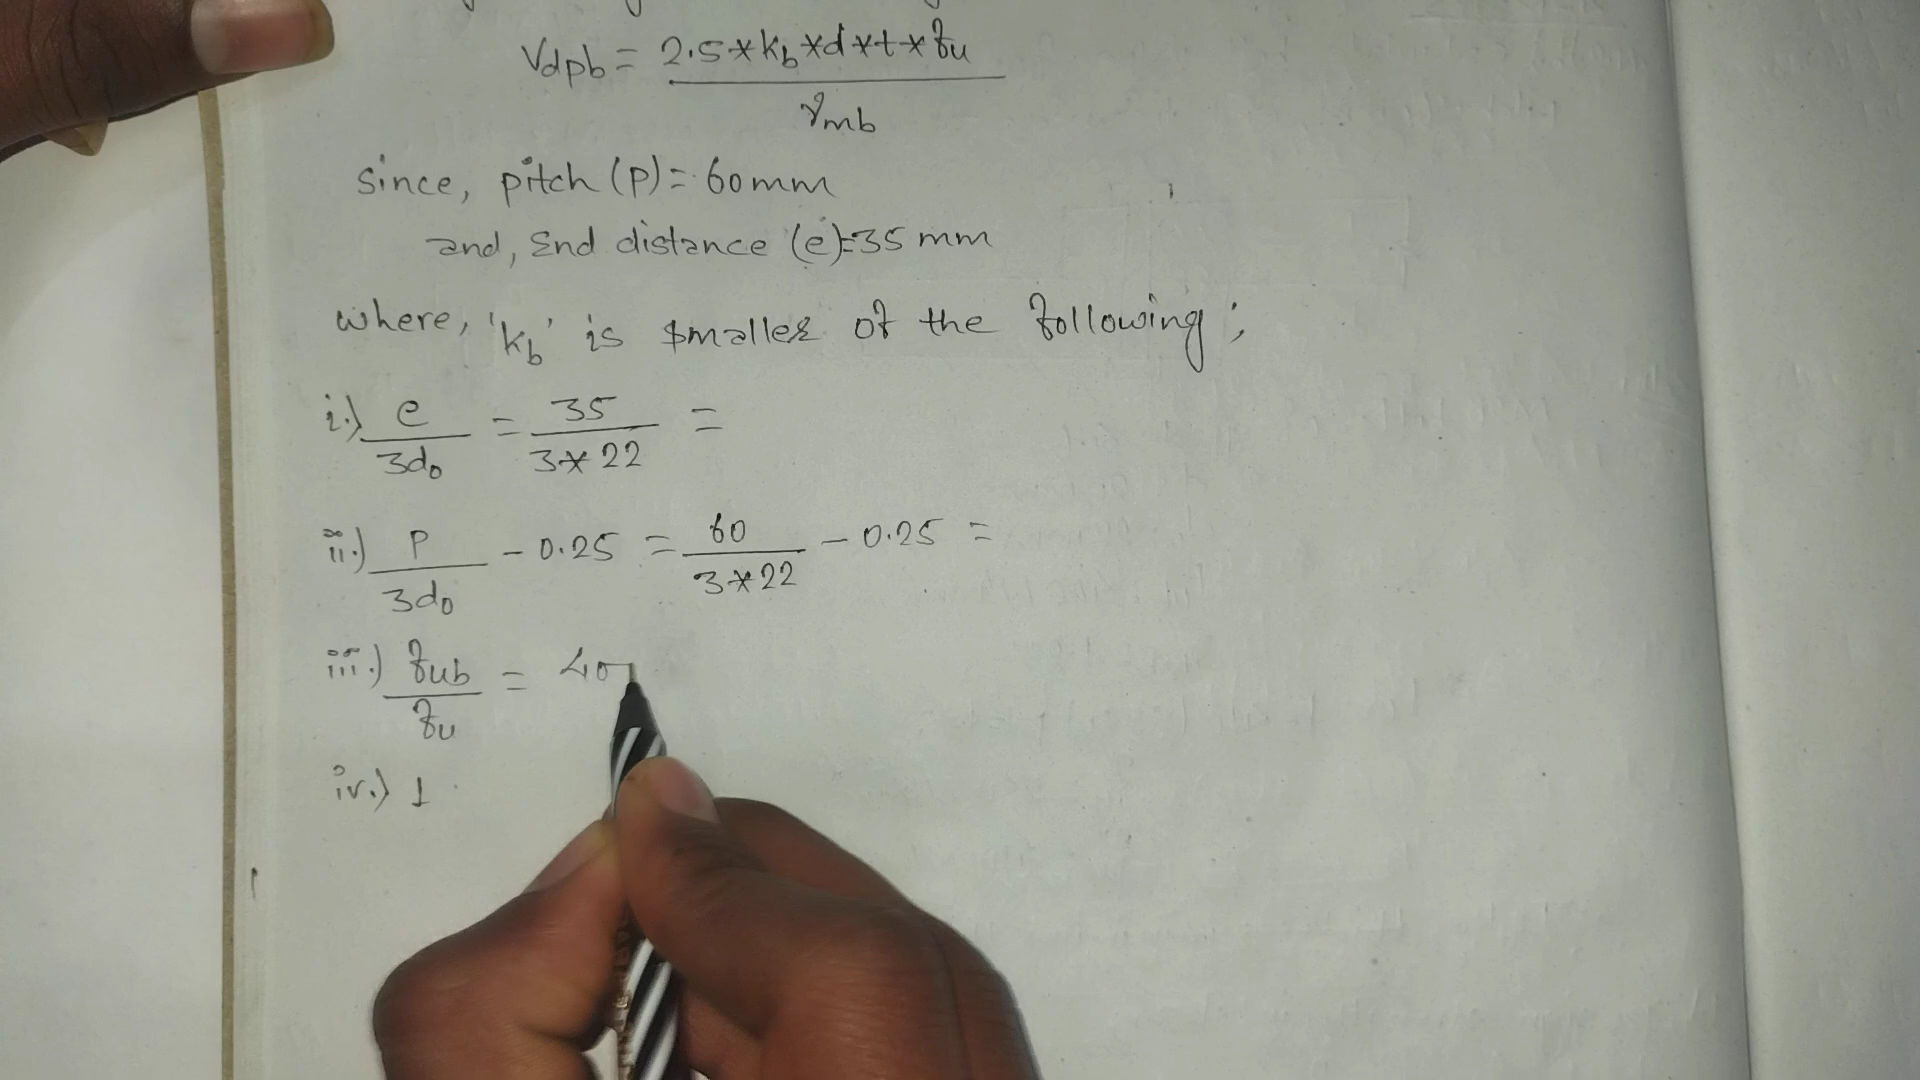 Vdpb = 2.5*kb*d*t*fu
γmb
since, pitch (p) = 60mm
and, End distance (e)=35mm
where, 'kb' is smaller of the following;
i.) e/3d0 = 35/3*22 =
ii.) p/3d0 - 0.25 = 60/3*22 - 0.25 =
iii.) fub/fu = 40
iv.) 1